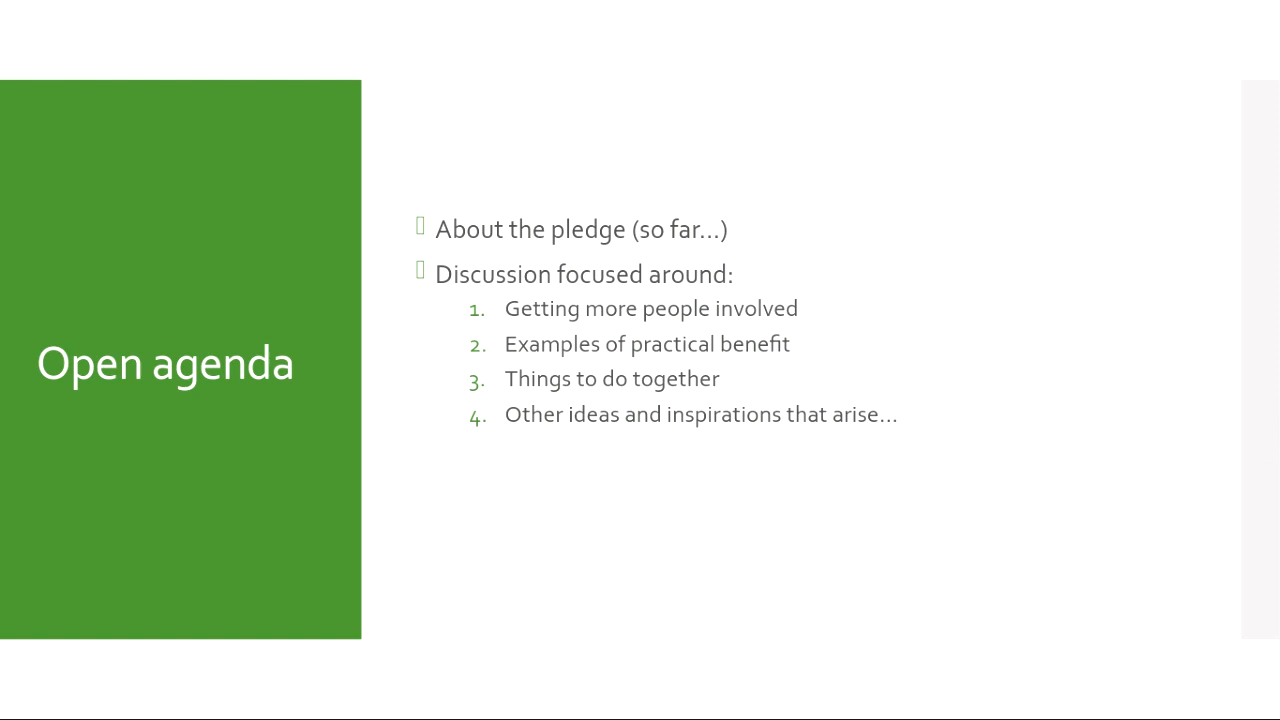 Open agenda
About the pledge (so far...)
Discussion focused around:
1. Getting more people involved
2. Examples of practical benefit
3. Things to do together
4. Other ideas and inspirations that arise...